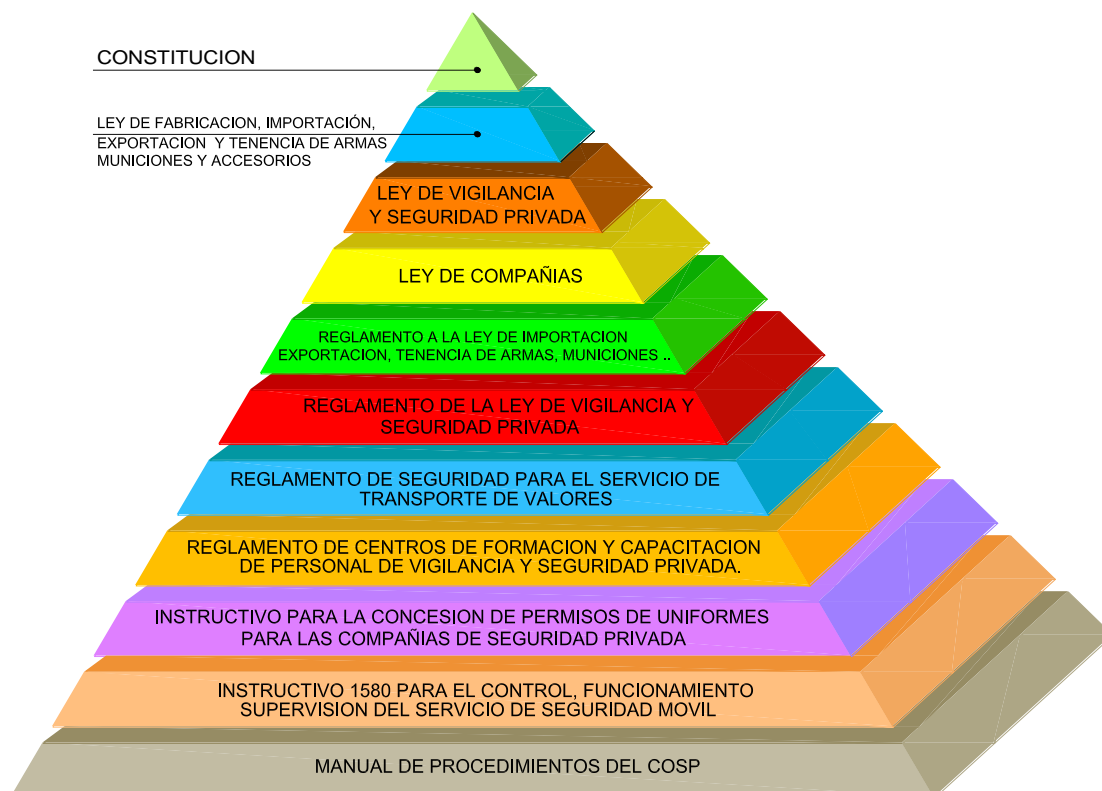 CONSTITUCION
LEY DE FABRICACION, IMPORTACIÓN,
EXPORTACION Y TENENCIA DE ARMAS
MUNICIONES Y ACCESORIOS
LEY DE VIGILANCIA
Y SEGURIDAD PRIVADA
LEY DE COMPAÑIAS
REGLAMENTO A LA LEY DE IMPORTACION
EXPORTACION, TENENCIA DE ARMAS, MUNICIONES ..
REGLAMENTO DE LA LEY DE VIGILANCIA Y
SEGURIDAD PRIVADA
REGLAMENTO DE SEGURIDAD PARA EL SERVICIO DE
TRANSPORTE DE VALORES
REGLAMENTO DE CENTROS DE FORMACION Y CAPACITACION
DE PERSONAL DE VIGILANCIA Y SEGURIDAD PRIVADA.
INSTRUCTIVO PARA LA CONCESION DE PERMISOS DE UNIFORMES
PARA LAS COMPAÑIAS DE SEGURIDAD PRIVADA
INSTRUCTIVO 1580 PARA EL CONTROL, FUNCIONAMIENTO
SUPERVISION DEL SERVICIO DE SEGURIDAD MOVIL
MANUAL DE PROCEDIMIENTOS DEL COSP